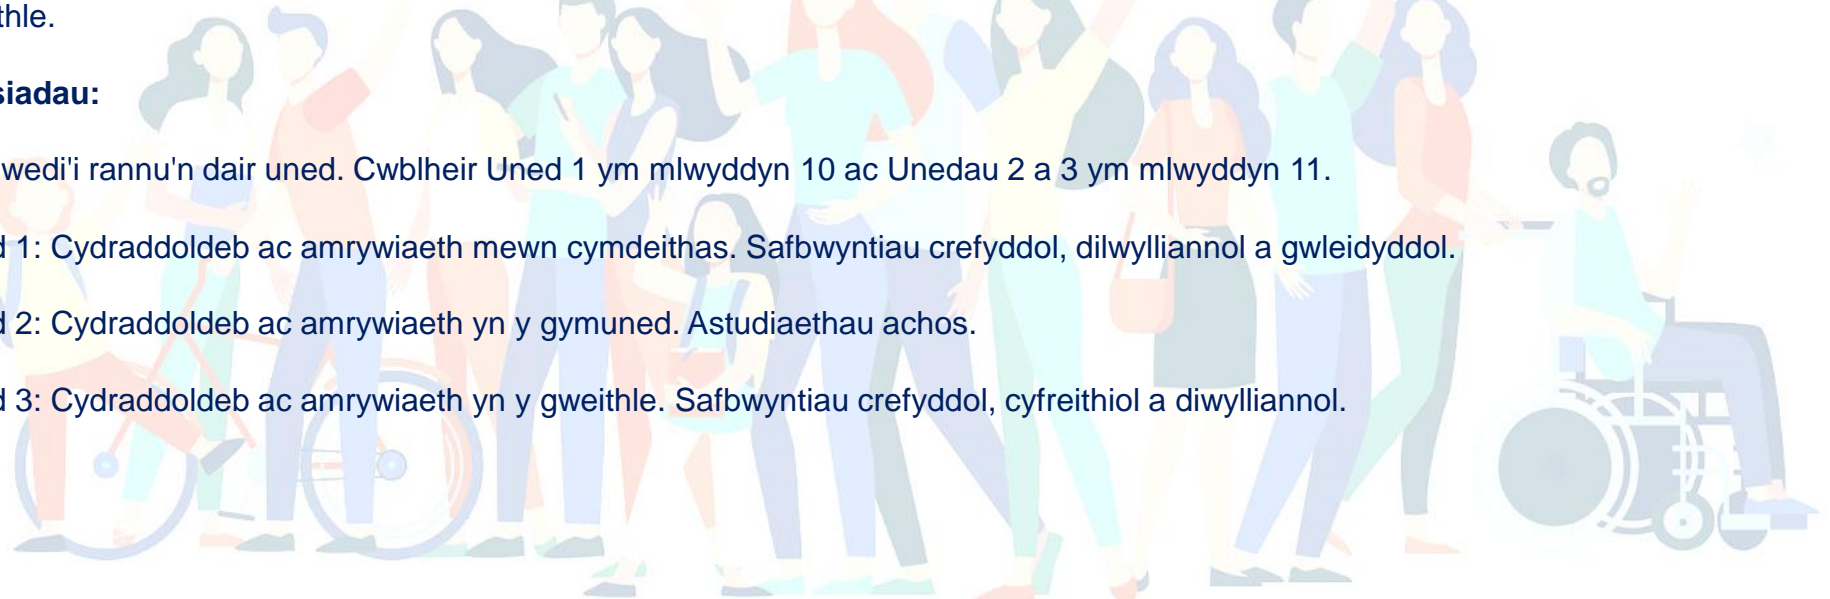 thle.
siadau:
wedi'i rannu'n dair uned. Cwblheir Uned 1 ym mlwyddyn 10 ac Unedau 2 a 3 ym mlwyddyn 11.
d 1: Cydraddoldeb ac amrywiaeth mewn cymdeithas. Safbwyntiau crefyddol, dilwylliannol a gwleidyddol.
d 2: Cydraddoldeb ac amrywiaeth yn y gymuned. Astudiaethau achos.
d 3: Cydraddoldeb ac amrywiaeth yn y gweithle. Safbwyntiau crefyddol, cyfreithiol a diwylliannol.